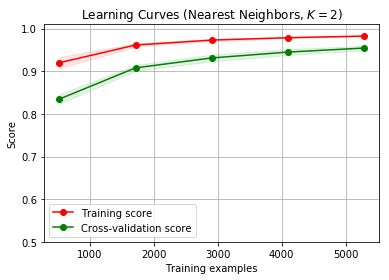 Learning Curves (Nearest Neighbors, K = 2)
1.0
0.9
0.8
0.7
0.6
0.5
Score
Training score
Cross-validation score
1000 2000 3000 4000 5000
Training examples